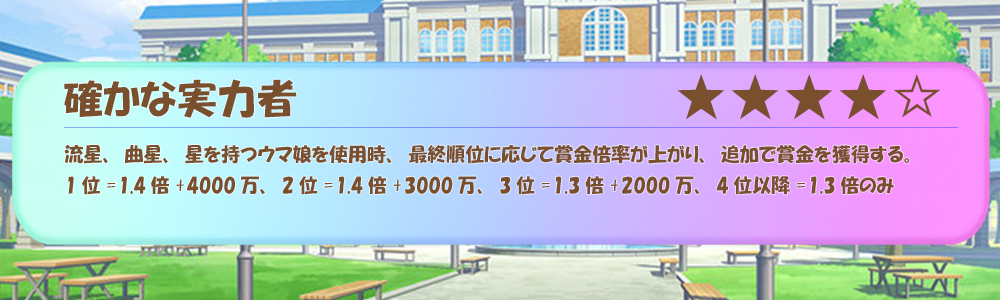 確かな実力者 ★★★★☆
流星、曲星、星を持つウマ娘を使用時、最終順位に応じて賞金倍率が上がり、追加で賞金を獲得する。
1位=1.4倍+4000万、2位=1.4倍+3000万、3位=1.3倍+2000万、4位以降=1.3倍のみ